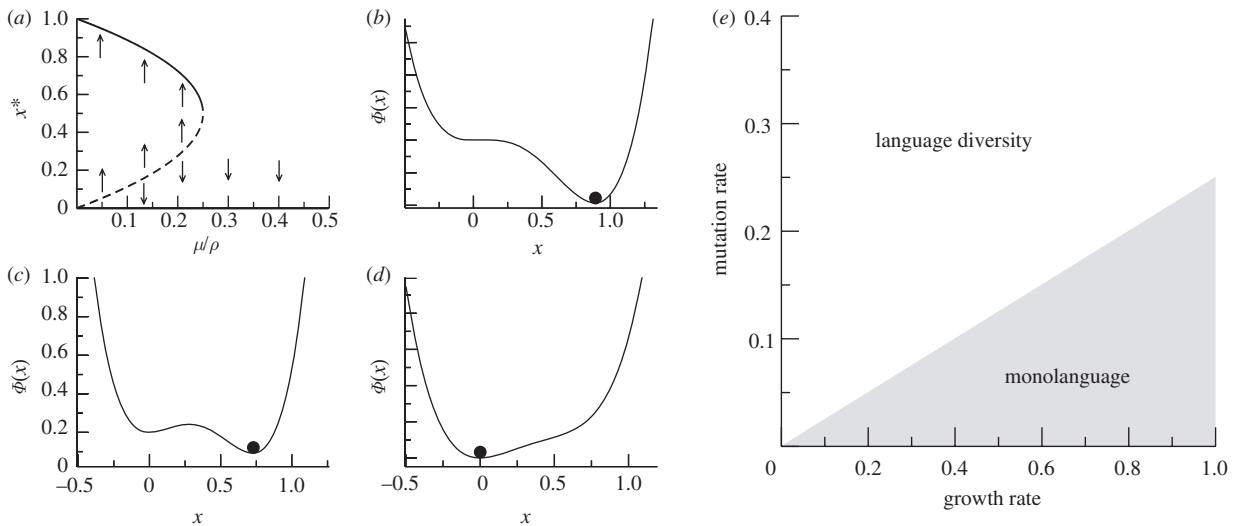 (a)
1.0
0.8
0.6
x*
0.4
0.2
0
0.1 0.2 0.3 0.4 0.5
μ/ρ
(b)
Φ(x)
0 0.5 1.0
x
(c)
1.0
0.8
0.6
Φ(x)
0.4
0.2
0
–0.5 0 0.5 1.0
x
(d)
Φ(x)
–0.5 0 0.5 1.0
x
(e)
0.4
0.3
language diversity
mutation rate
0.2
0.1
monolanguage
0 0.2 0.4 0.6 0.8 1.0
growth rate